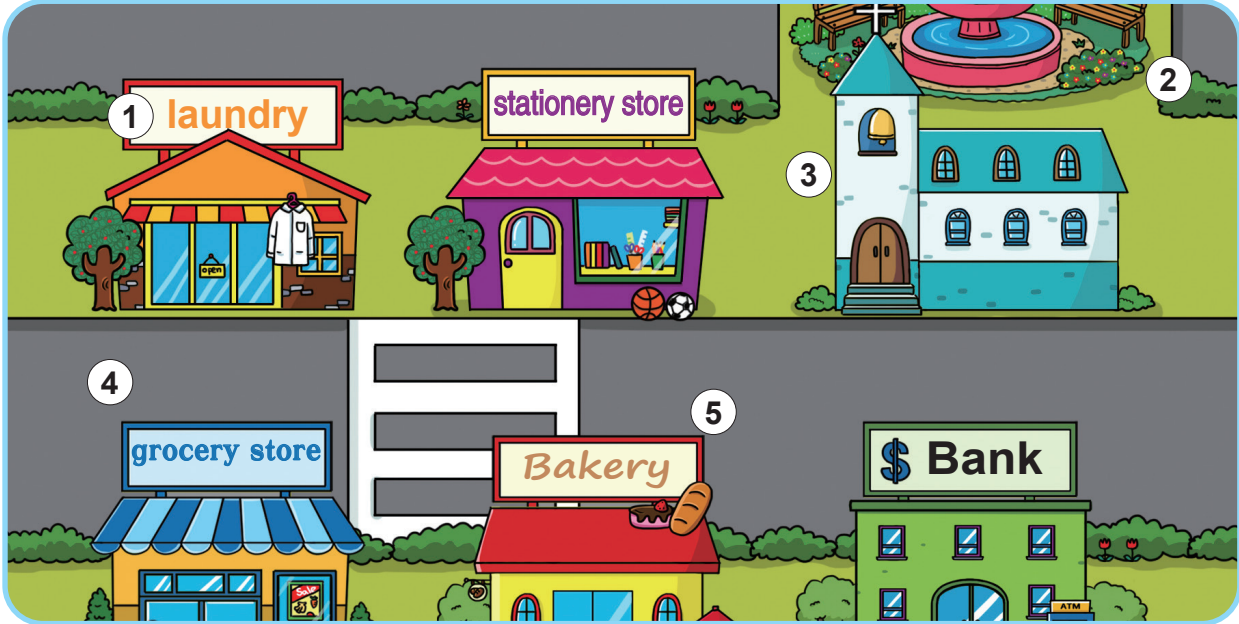 1
laundry
stationery store
2
3
open
4
5
grocery store
Bakery
$ Bank
Sale
ATM